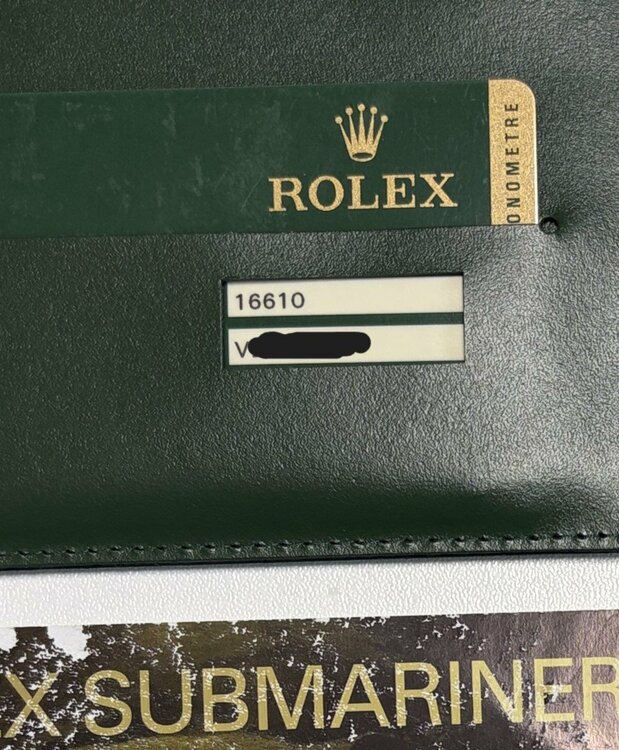 ONOMETRE
ROLEX
16610
V
X SUBMARINER